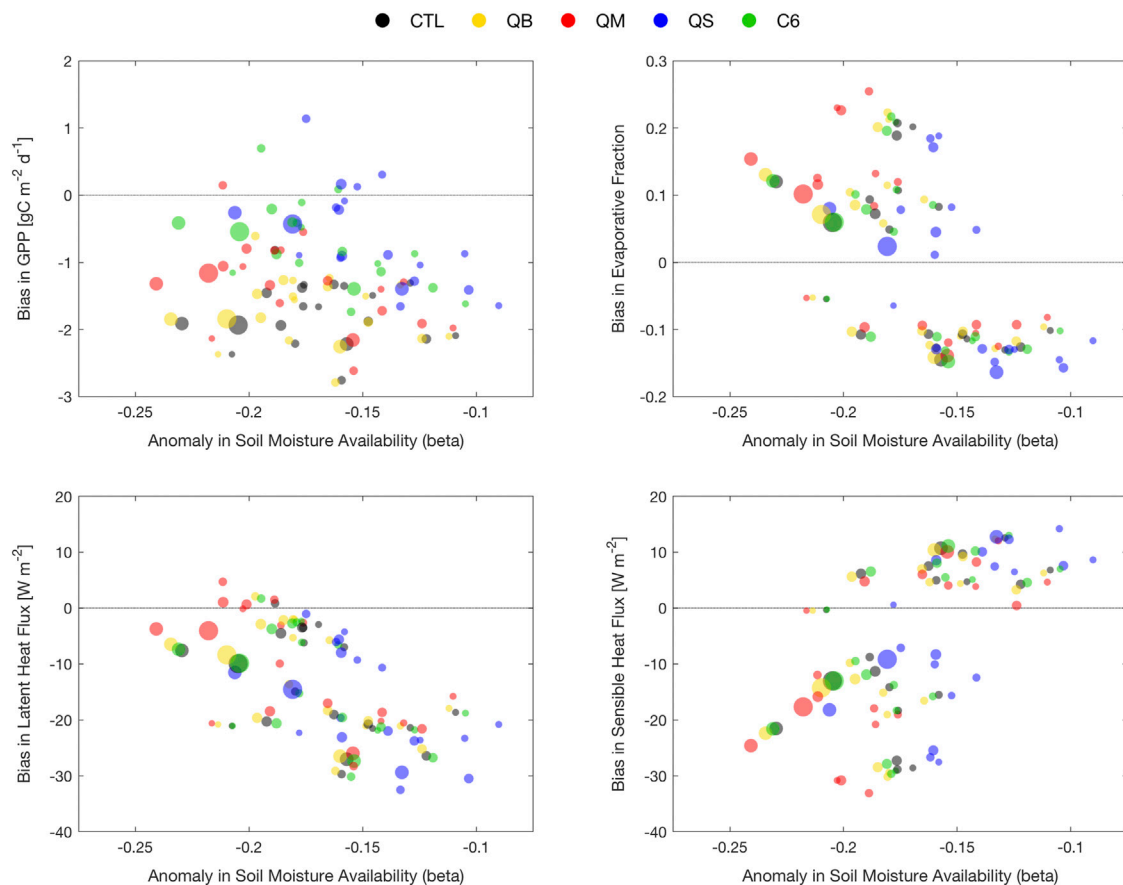 CTL QB QM QS C6
2
1
0
-1
-2
-3
Bias in GPP [gC m⁻² d⁻¹]
-0.25 -0.2 -0.15 -0.1
Anomaly in Soil Moisture Availability (beta)
0.3
0.2
0.1
0
-0.1
0.2
Bias in Evaporative Fraction
-0.25 -0.2 -0.15 -0.1
Anomaly in Soil Moisture Availability (beta)
20
10
0
-10
-20
-30
-40
Bias in Latent Heat Flux [W m⁻²]
-0.25 -0.2 -0.15 -0.1
Anomaly in Soil Moisture Availability (beta)
20
10
0
-10
-20
-30
-40
Bias in Sensible Heat Flux [W m⁻²]
-0.25 -0.2 -0.15 -0.1
Anomaly in Soil Moisture Availability (beta)